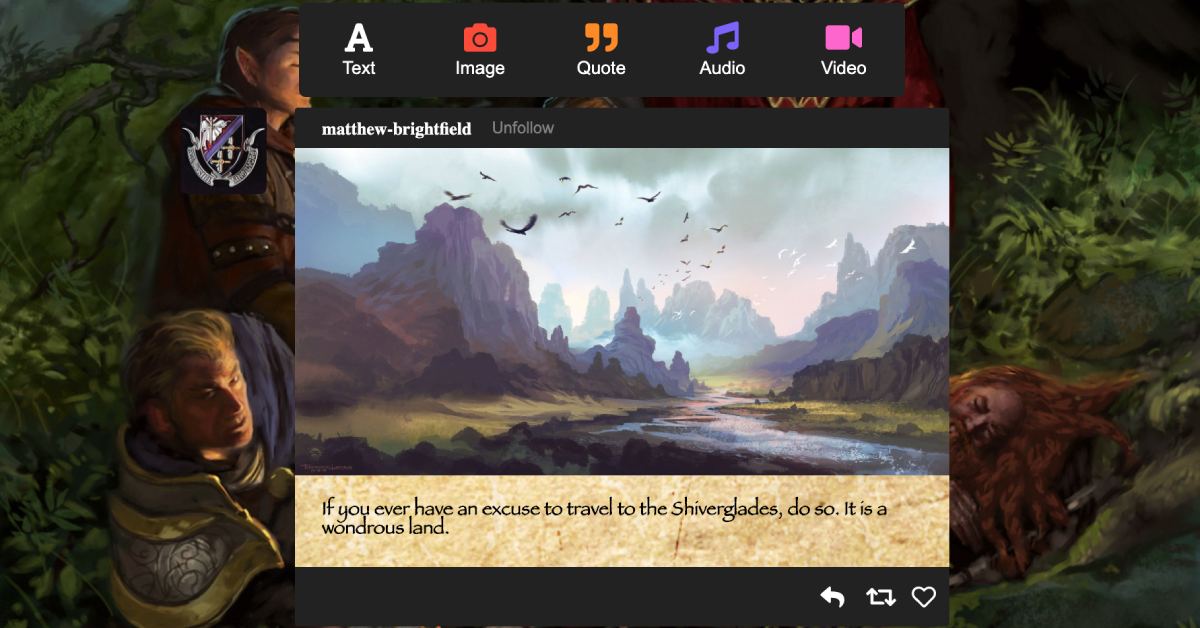 Text Image Quote Audio Video
matthew-brightfield Unfollow
If you ever have an excuse to travel to the Shiverglades, do so. It is a
wondrous land.